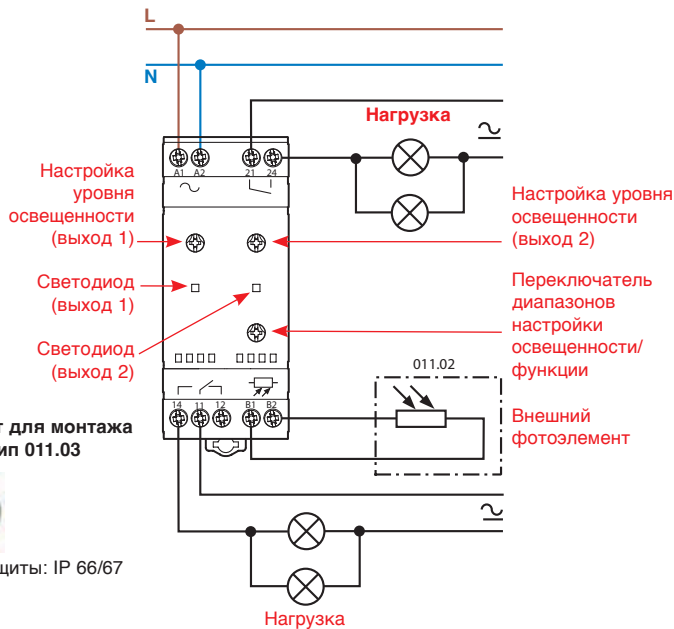 L
N
Нагрузка
A1 A2 21 24
Настройка
уровня
освещенности
(выход 1)
Настройка уровня
освещенности
(выход 2)
Светодиод
(выход 1)
Переключатель
диапазонов
настройки
освещенности/
функции
Светодиод
(выход 2)
011.02
14 11 12 B1 B2
Внешний
фотоэлемент
для монтажа
011.03
IP 66/67
Нагрузка